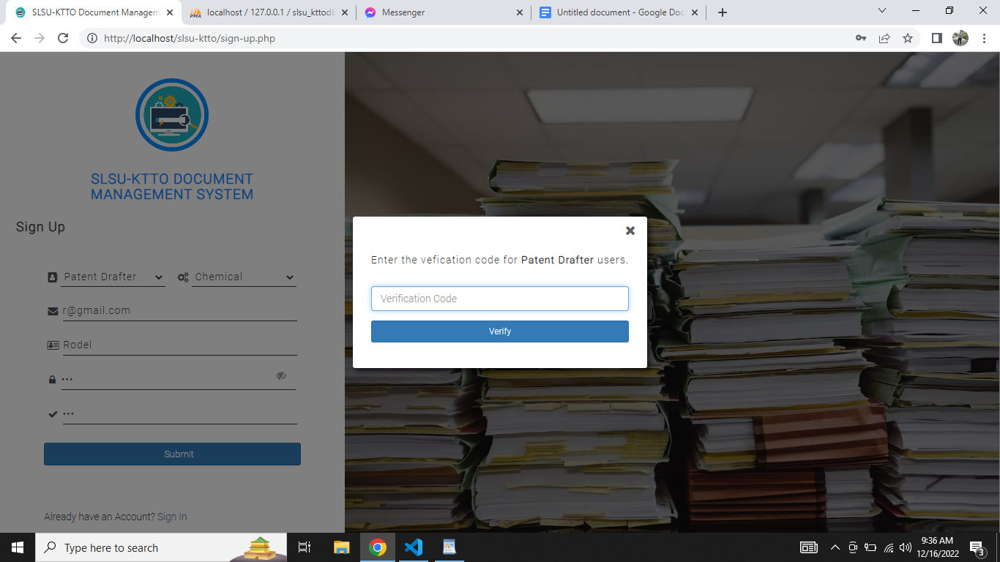 SLSU-KTTO Document Managem
localhost / 127.0.0.1 / slsu_kttodb
Messenger
Untitled document - Google Doc
http://localhost/slsu-ktto/sign-up.php
SLSU-KTTO DOCUMENT
MANAGEMENT SYSTEM
Sign Up
Patent Drafter
Chemical
r@gmail.com
Rodel
Submit
Already have an Account? Sign In
Enter the vefication code for Patent Drafter users.
Verification Code
Verify
Type here to search
9:36 AM
12/16/2022
3